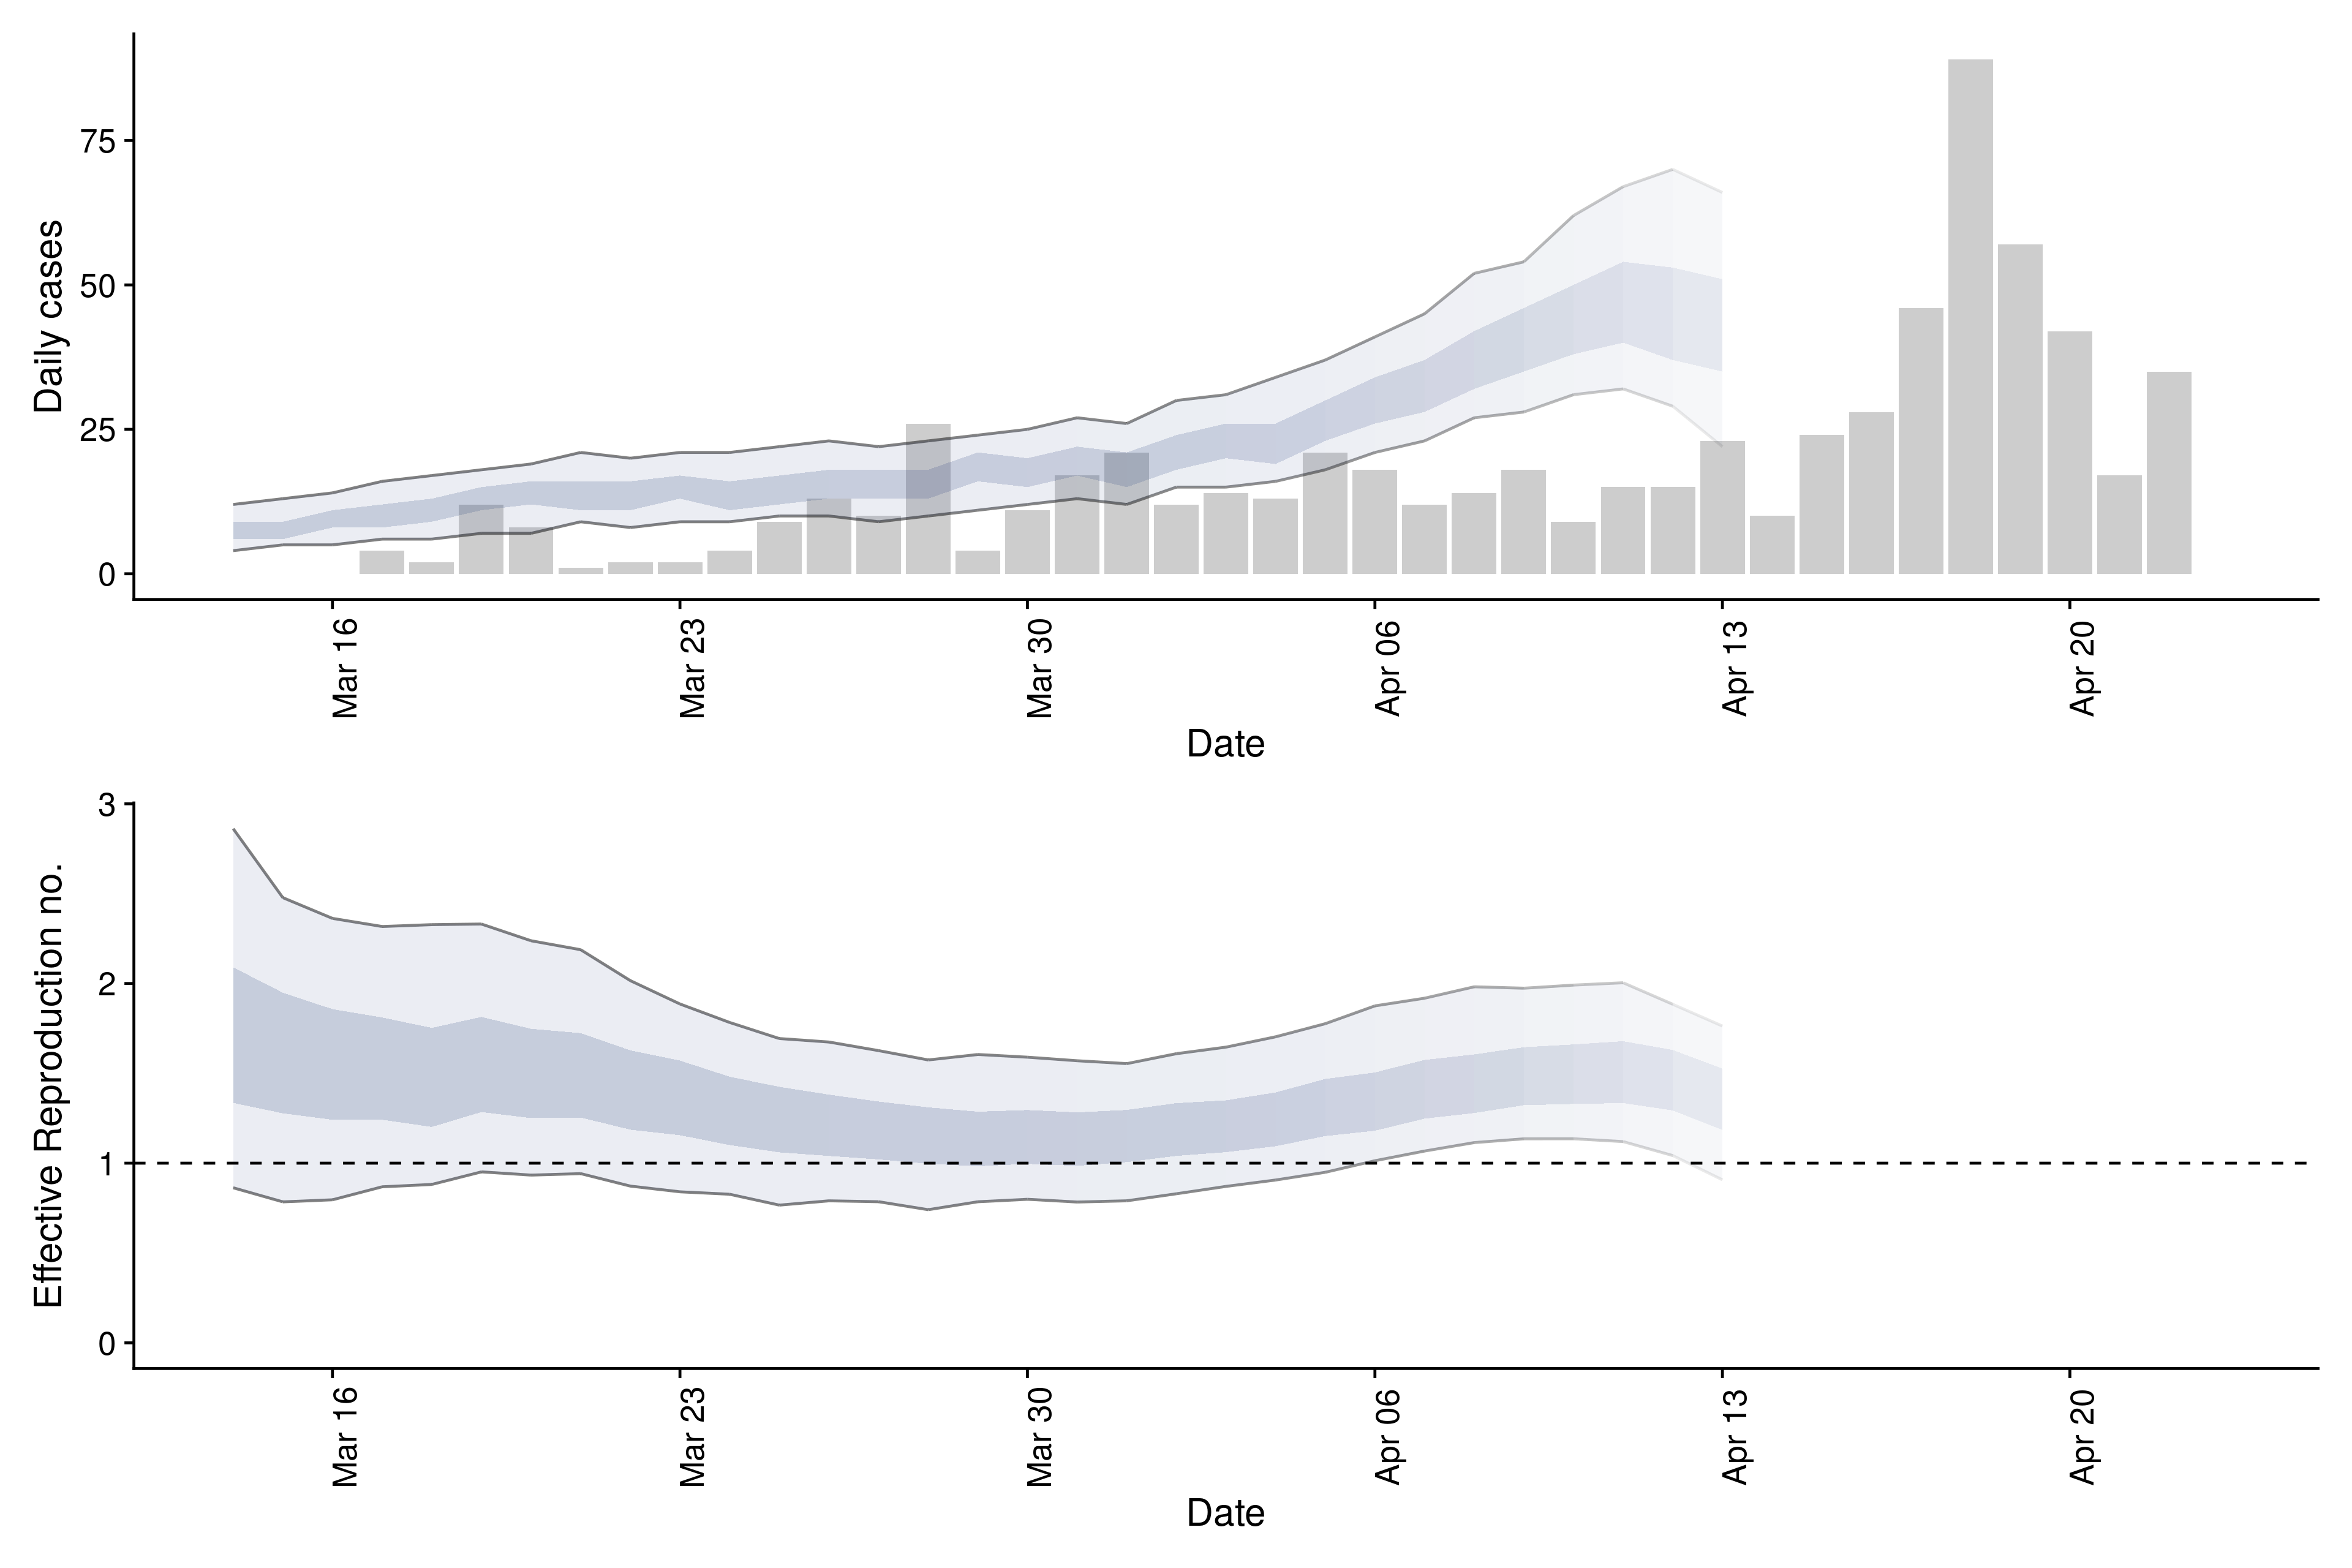 Daily cases
75
50
25
0
Mar 16
Mar 23
Mar 30
Apr 06
Apr 13
Apr 20
Date
Effective Reproduction no.
3
2
1
0
Mar 16
Mar 23
Mar 30
Apr 06
Apr 13
Apr 20
Date